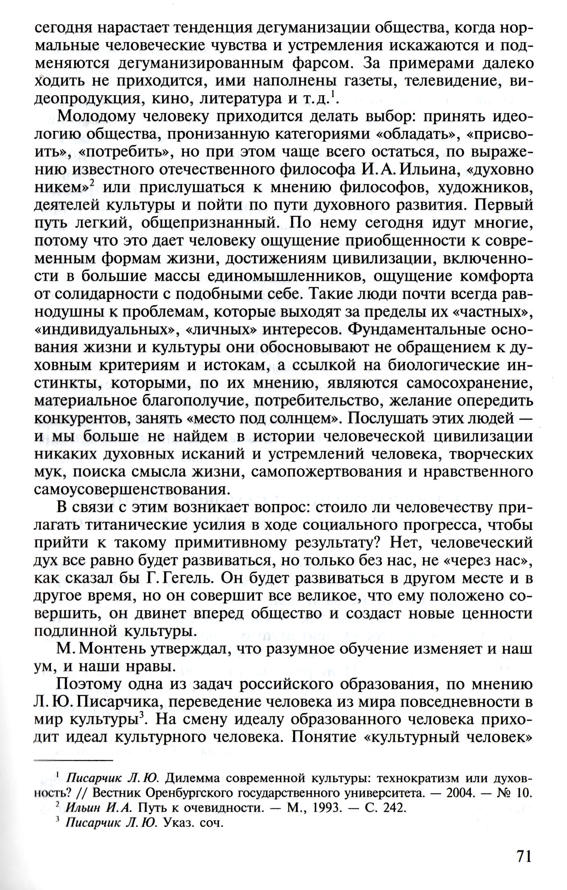 сегодня нарастает тенденция дегуманизации общества, когда нор-
мальные человеческие чувства и устремления искажаются и под-
меняются дегуманизированным фарсом. За примерами далеко
ходить не приходится, ими наполнены газеты, телевидение, ви-
деопродукция, кино, литература и т.д.¹.
Молодому человеку приходится делать выбор: принять идео-
логию общества, пронизанную категориями «обладать», «присво-
ить», «потребить», но при этом чаще всего остаться, по выраже-
нию известного отечественного философа И.А.Ильина, «духовно
никем»² или прислушаться к мнению философов, художников,
деятелей культуры и пойти по пути духовного развития. Первый
путь легкий, общепризнанный. По нему сегодня идут многие,
потому что это дает человеку ощущение приобщенности к совре-
менным формам жизни, достижениям цивилизации, включенно-
сти в большие массы единомышленников, ощущение комфорта
от солидарности с подобными себе. Такие люди почти всегда рав-
нодушны к проблемам, которые выходят за пределы их «частных»,
«индивидуальных», «личных» интересов. Фундаментальные осно-
вания жизни и культуры они обосновывают не обращением к ду-
ховным критериям и истокам, а ссылкой на биологические ин-
стинкты, которыми, по их мнению, являются самосохранение,
материальное благополучие, потребительство, желание опередить
конкурентов, занять «место под солнцем». Послушать этих людей —
и мы больше не найдем в истории человеческой цивилизации
никаких духовных исканий и устремлений человека, творческих
мук, поиска смысла жизни, самопожертвования и нравственного
самоусовершенствования.
В связи с этим возникает вопрос: стоило ли человечеству при-
лагать титанические усилия в ходе социального прогресса, чтобы
прийти к такому примитивному результату? Нет, человеческий
дух все равно будет развиваться, но только без нас, не «через нас»,
как сказал бы Г.Гегель. Он будет развиваться в другом месте и в
другое время, но он совершит все великое, что ему положено со-
вершить, он двинет вперед общество и создаст новые ценности
подлинной культуры.
М.Монтень утверждал, что разумное обучение изменяет и наш
ум, и наши нравы.
Поэтому одна из задач российского образования, по мнению
Л.Ю.Писарчика, переведение человека из мира повседневности в
мир культуры³. На смену идеалу образованного человека прихо-
дит идеал культурного человека. Понятие «культурный человек»
¹ Писарчик Л.Ю. Дилемма современной культуры: технократизм или духов-
ность? // Вестник Оренбургского государственного университета. — 2004. — № 10.
² Ильин И.А. Путь к очевидности. — М., 1993. — С. 242.
³ Писарчик Л.Ю. Указ. соч.
71